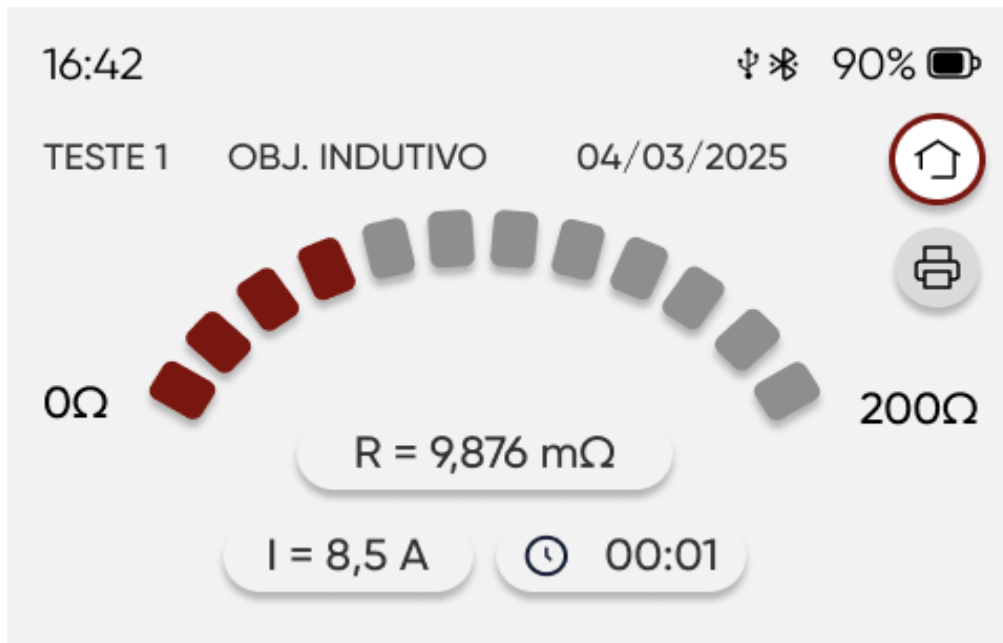 16:42 90%
TESTE 1 OBJ. INDUTIVO 04/03/2025
0Ω 200Ω
R = 9,876 mΩ
I = 8,5 A 00:01